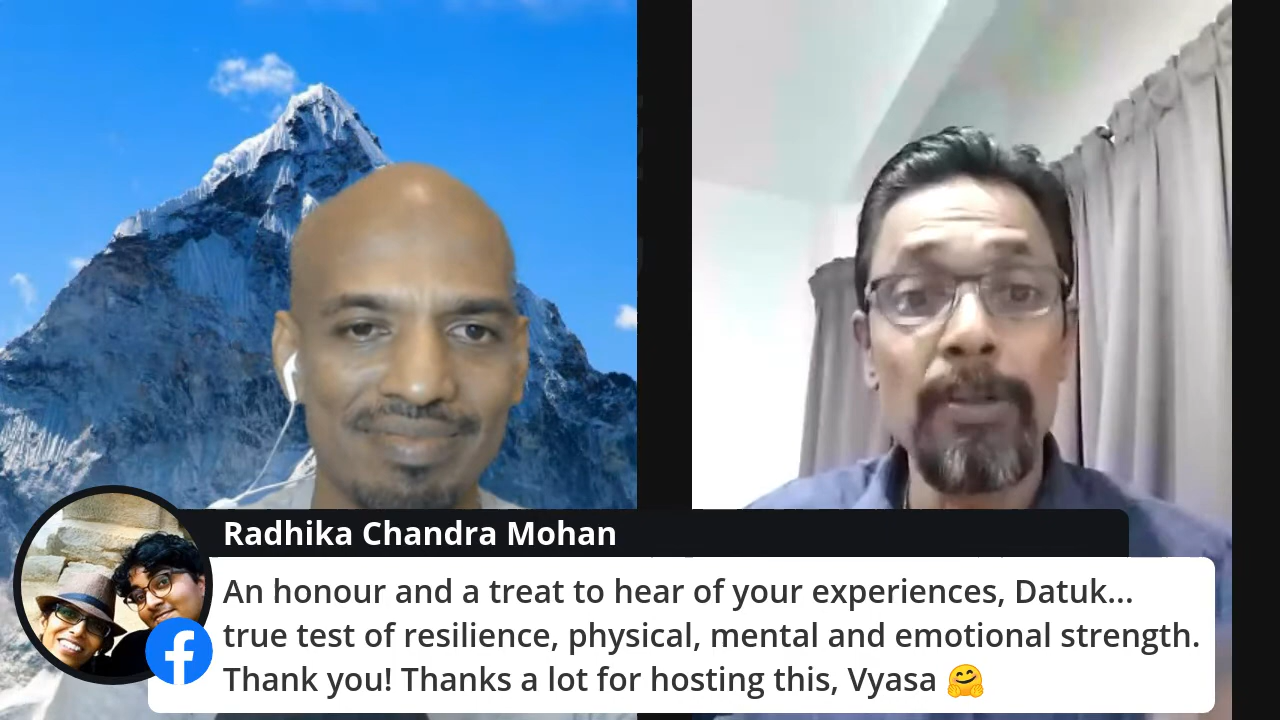 Radhika Chandra Mohan
An honour and a treat to hear of your experiences, Datuk...
true test of resilience, physical, mental and emotional strength.
Thank you! Thanks a lot for hosting this, Vyasa 🤗